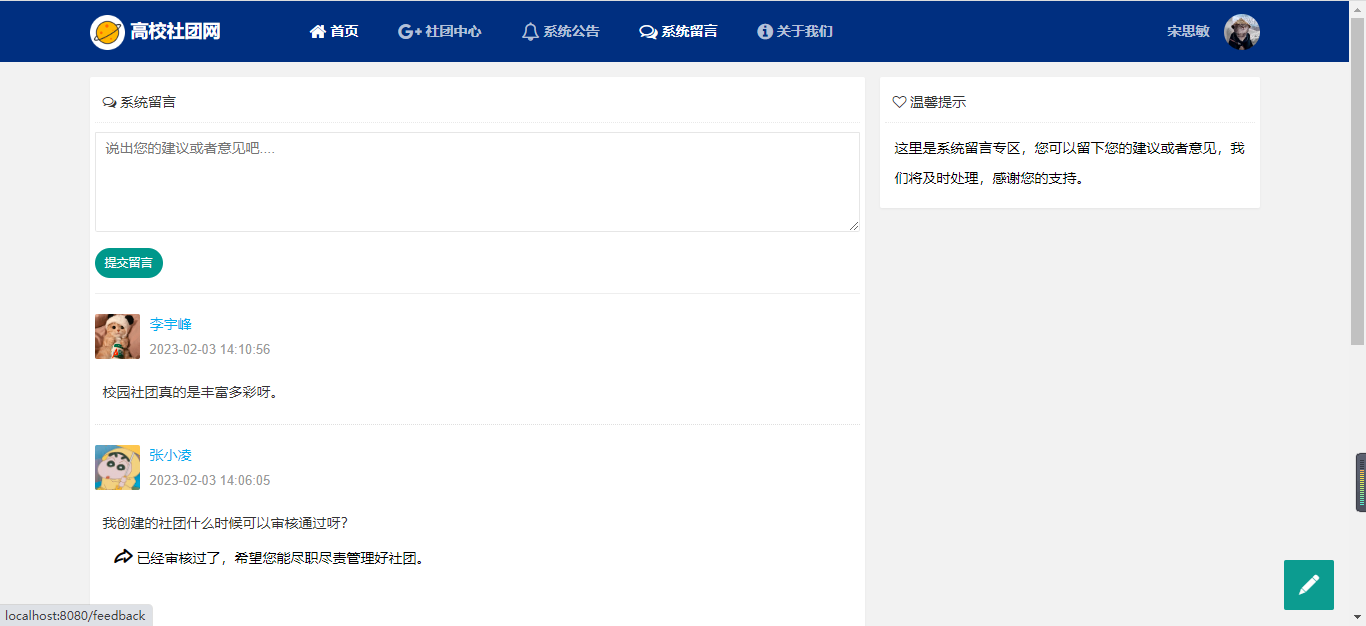 高校社团网
首页
G+ 社团中心
系统公告
系统留言
关于我们
宋思敏
系统留言
说出您的建议或者意见吧....
提交留言
李宇峰
2023-02-03 14:10:56
校园社团真的是丰富多彩呀。
张小凌
2023-02-03 14:06:05
我创建的社团什么时候可以审核通过呀?
已经审核过了，希望您能尽职尽责管理好社团。
温馨提示
这里是系统留言专区，您可以留下您的建议或者意见，我
们将及时处理，感谢您的支持。
localhost:8080/feedback